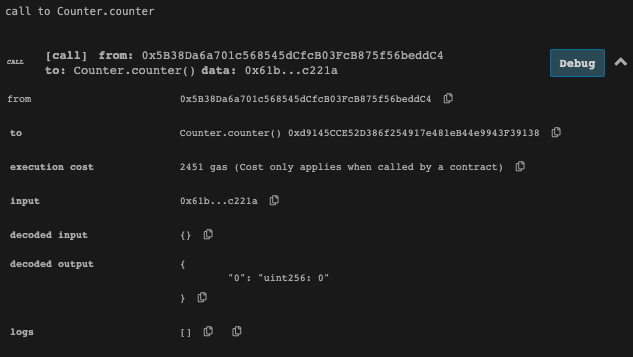 call to Counter.counter
CALL
[call] from: 0x5B38Da6a701c568545dCfcB03FcB875f56beddC4
to: Counter.counter() data: 0x61b...c221a
Debug
from 0x5B38Da6a701c568545dCfcB03FcB875f56beddC4
to Counter.counter() 0xd9145CCE52D386f254917e481eB44e9943F39138
execution cost 2451 gas (Cost only applies when called by a contract)
input 0x61b...c221a
decoded input {}
decoded output {
"0": "uint256: 0"
}
logs []